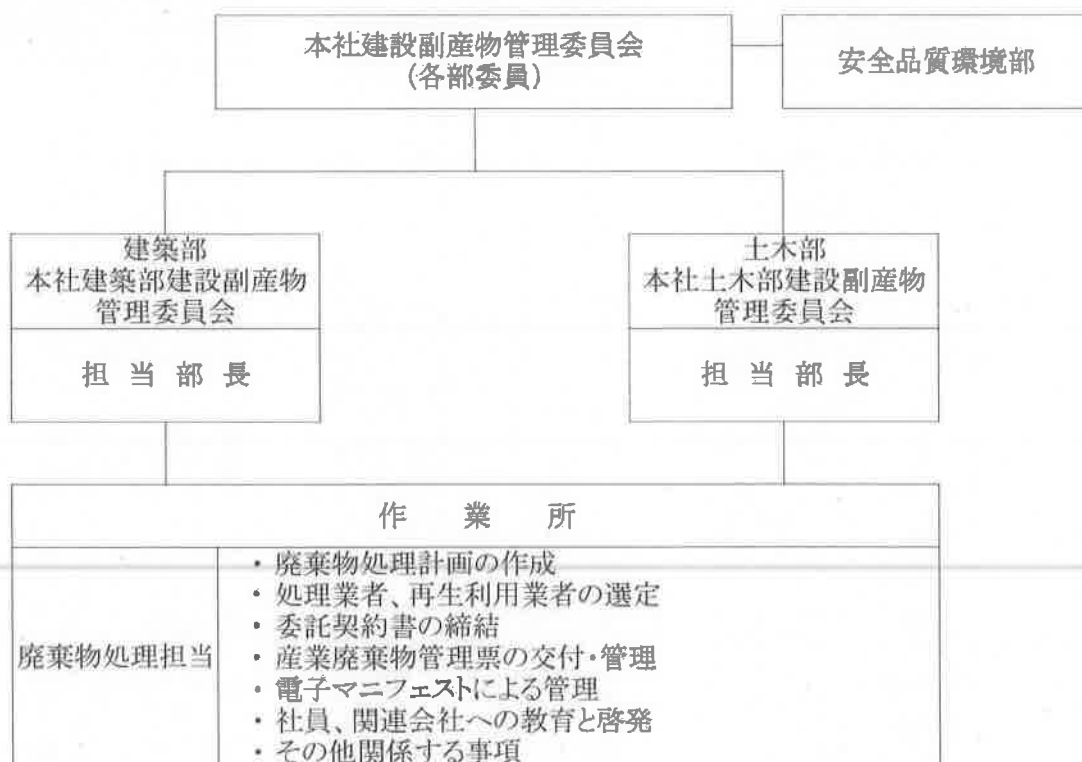 本社建設副産物管理委員会
(各部委員)
安全品質環境部
建築部
本社建築部建設副産物
管理委員会
担当部長
土木部
本社土木部建設副産物
管理委員会
担当部長
作業所
廃棄物処理担当
・廃棄物処理計画の作成
・処理業者、再生利用業者の選定
・委託契約書の締結
・産業廃棄物管理票の交付・管理
・電子マニフェストによる管理
・社員、関連会社への教育と啓発
・その他関係する事項